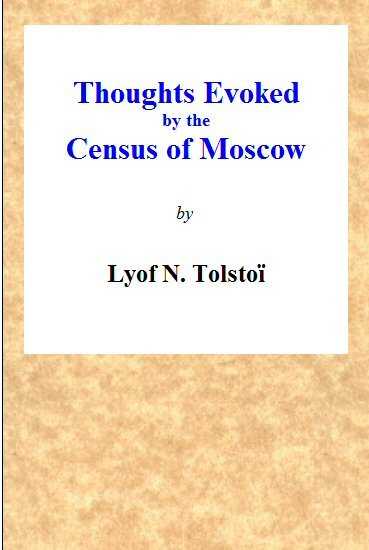 Thoughts Evoked
by the
Census of Moscow
by
Lyof N. Tolstoï